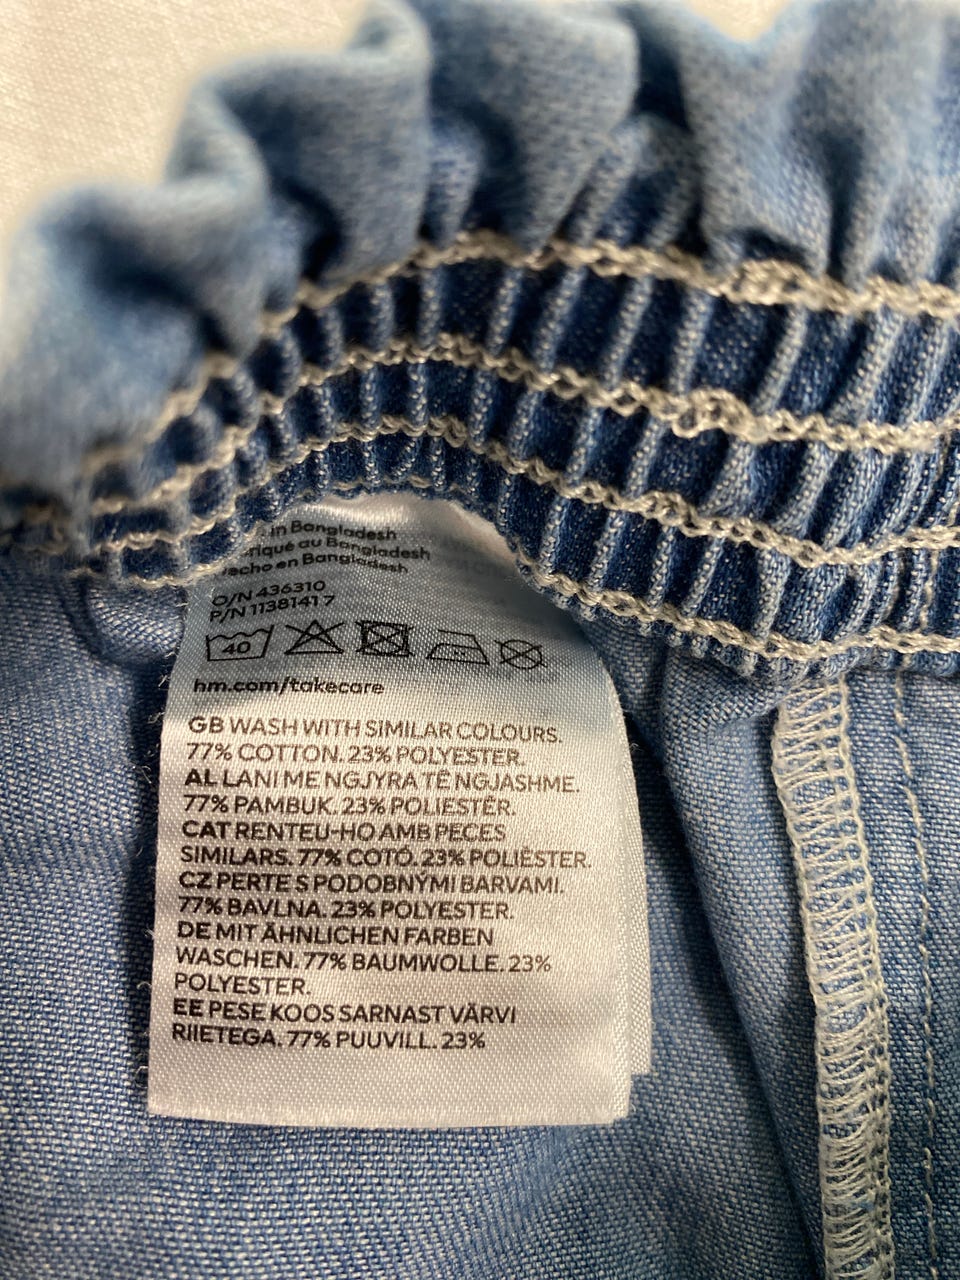 in Bangladesh
riqué au Bangladesh
echo en Bangladesh
O/N 436310
P/N 1138141 7
40
hm.com/takecare
GB WASH WITH SIMILAR COLOURS.
77% COTTON. 23% POLYESTER.
AL LANI ME NGJYRA TË NGJASHME.
77% PAMBUK. 23% POLIESTËR.
CAT RENTEU-HO AMB PECES
SIMILARS. 77% COTÓ. 23% POLIÈSTER.
CZ PERTE S PODOBNÝMI BARVAMI.
77% BAVLNA. 23% POLYESTER.
DE MIT ÄHNLICHEN FARBEN
WASCHEN. 77% BAUMWOLLE. 23%
POLYESTER.
EE PESE KOOS SARNAST VÄRVI
RIIETEGA. 77% PUUVILL. 23%